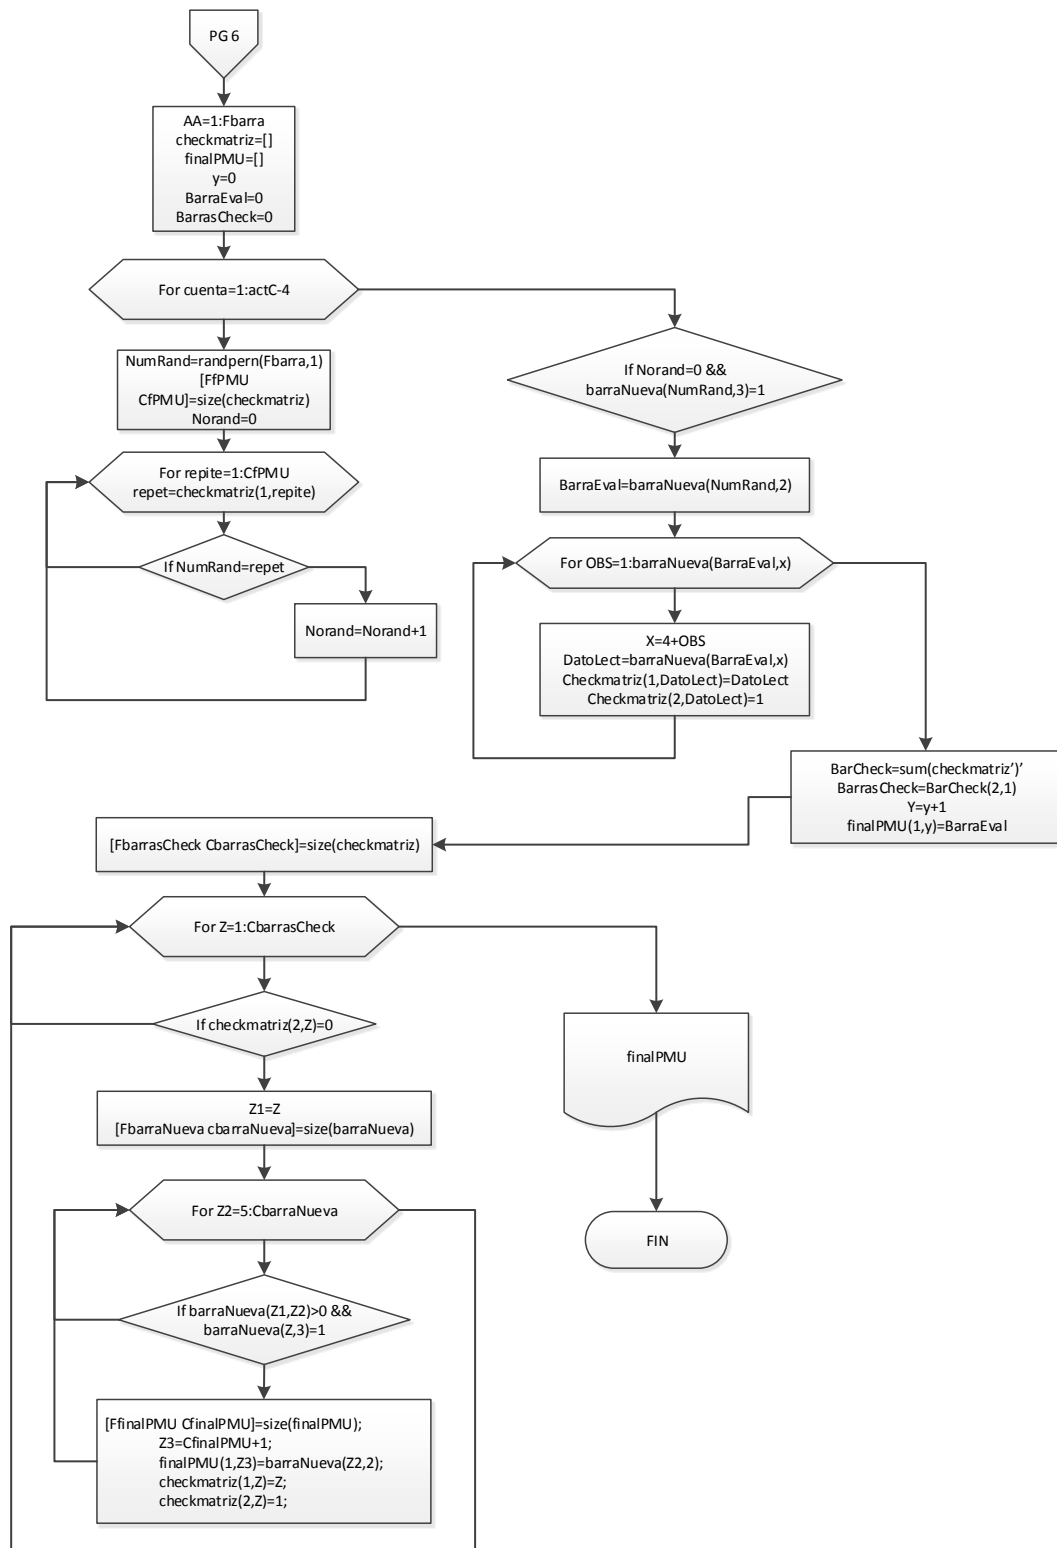 PG 6
AA=1:Fbarra
checkmatriz=[]
finalPMU=[]
y=0
BarraEval=0
BarrasCheck=0
For cuenta=1:actC-4
NumRand=randpern(Fbarra,1)
[FfPMU
CfPMU]=size(checkmatriz)
Norand=0
For repite=1:CfPMU
repet=checkmatriz(1,repite)
If NumRand=repet
Norand=Norand+1
If Norand=0 &&
barraNueva(NumRand,3)=1
BarraEval=barraNueva(NumRand,2)
For OBS=1:barraNueva(BarraEval,x)
X=4+OBS
DatoLect=barraNueva(BarraEval,x)
Checkmatriz(1,DatoLect)=DatoLect
Checkmatriz(2,DatoLect)=1
BarCheck=sum(checkmatriz')'
BarrasCheck=BarCheck(2,1)
Y=y+1
finalPMU(1,y)=BarraEval
[FbarrasCheck CbarrasCheck]=size(checkmatriz)
For Z=1:CbarrasCheck
If checkmatriz(2,Z)=0
Z1=Z
[FbarraNueva cbarraNueva]=size(barraNueva)
For Z2=5:CbarraNueva
If barraNueva(Z1,Z2)>0 &&
barraNueva(Z,3)=1
[FfinalPMU CfinalPMU]=size(finalPMU);
Z3=CfinalPMU+1;
finalPMU(1,Z3)=barraNueva(Z2,2);
checkmatriz(1,Z)=Z;
checkmatriz(2,Z)=1;
finalPMU
FIN